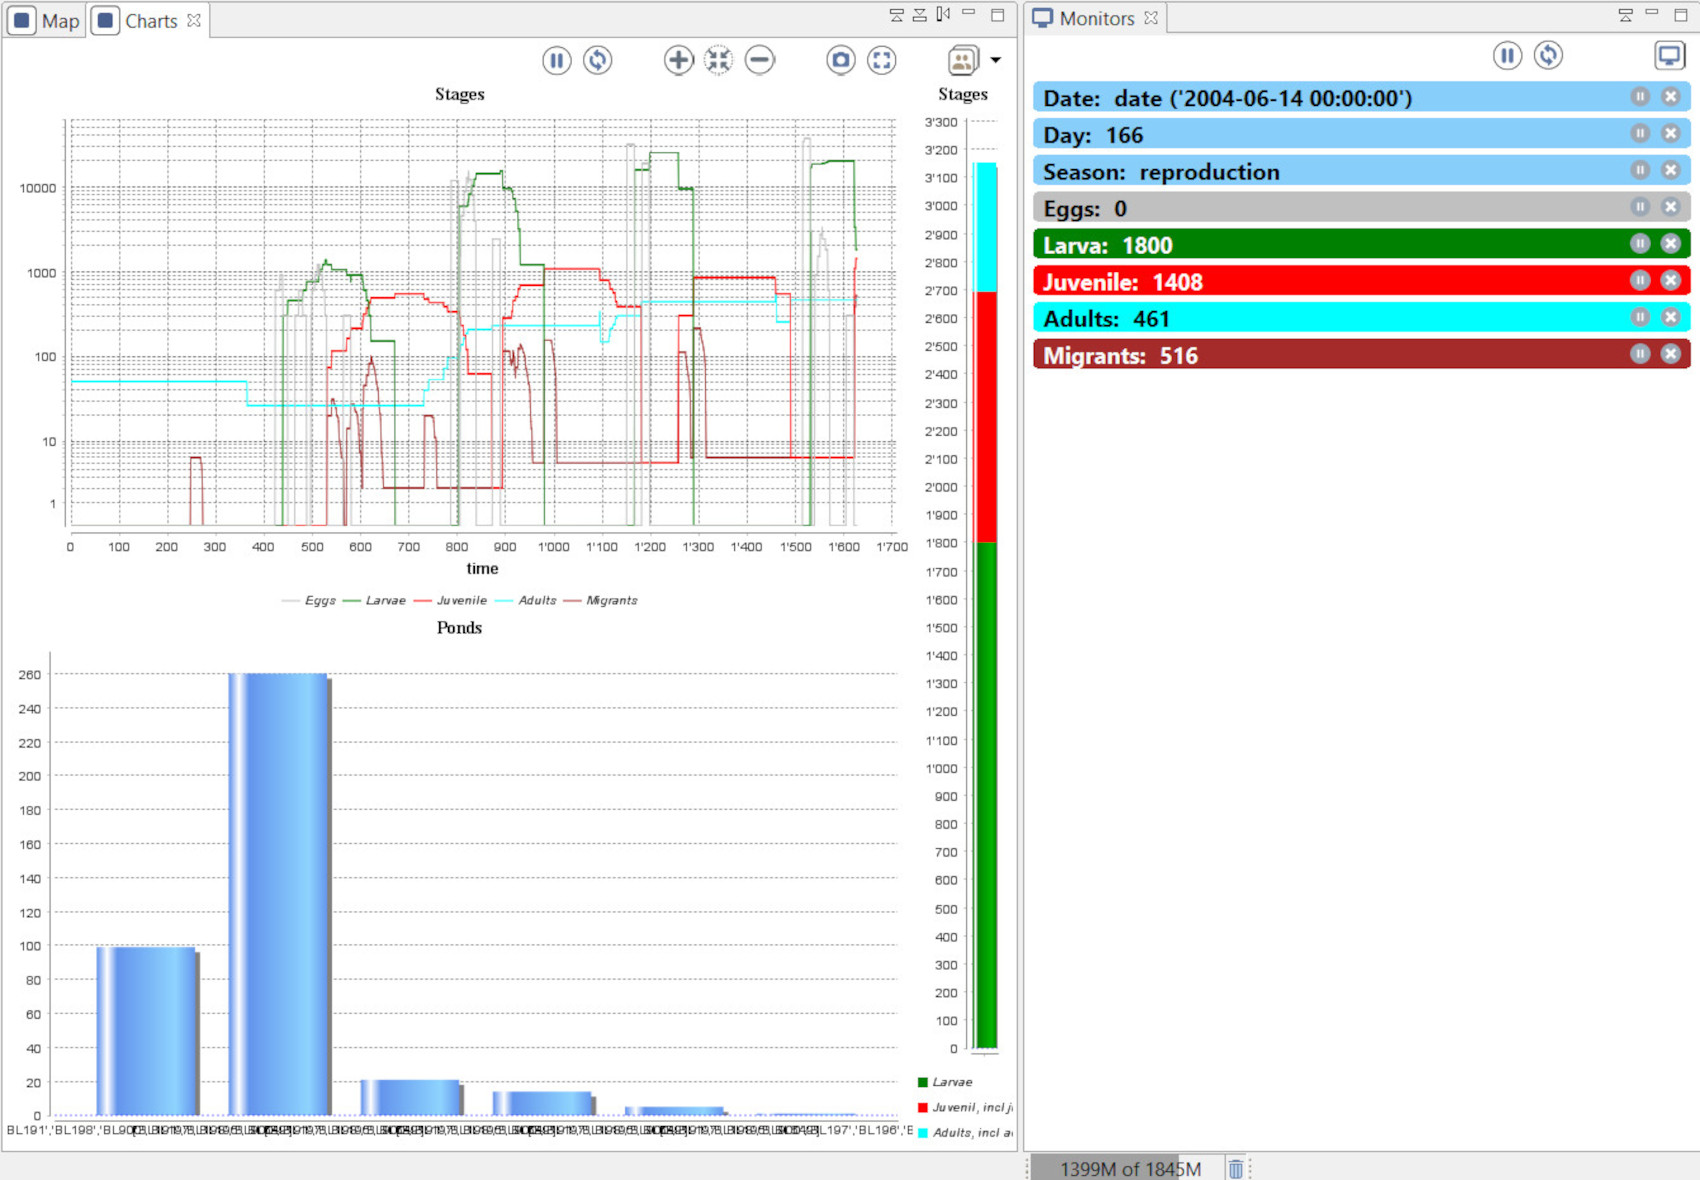 Map
Charts
Stages
10000
1000
100
10
1
0 100 200 300 400 500 600 700 800 900 1'000 1'100 1'200 1'300 1'400 1'500 1'600 1'700
time
Eggs Larvae Juvenile Adults Migrants
Ponds
260
240
220
200
180
160
140
120
100
80
60
40
20
0
BL191','BL198','BL90
BL197','BL196','E
Stages
3'300
3'200
3'100
3'000
2'900
2'800
2'700
2'600
2'500
2'400
2'300
2'200
2'100
2'000
1'900
1'800
1'700
1'600
1'500
1'400
1'300
1'200
1'100
1'000
900
800
700
600
500
400
300
200
100
0
Larvae
Juvenil, incl j
Adults, incl a
Monitors
Date: date ('2004-06-14 00:00:00')
Day: 166
Season: reproduction
Eggs: 0
Larva: 1800
Juvenile: 1408
Adults: 461
Migrants: 516
1399M of 1845M